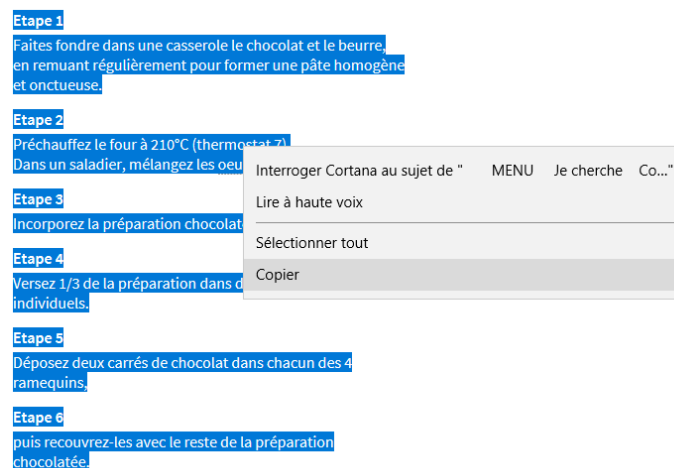 Etape 1
Faites fondre dans une casserole le chocolat et le beurre,
en remuant régulièrement pour former une pâte homogène
et onctueuse.
Etape 2
Préchauffez le four à 210°C (thermostat 7)
Dans un saladier, mélangez les oeu
Interroger Cortana au sujet de " MENU Je cherche Co..."
Lire à haute voix
Sélectionner tout
Copier
Etape 3
Incorporez la préparation chocolat
Etape 4
Versez 1/3 de la préparation dans d
individuels.
Etape 5
Déposez deux carrés de chocolat dans chacun des 4
ramequins,
Etape 6
puis recouvrez-les avec le reste de la préparation
chocolatée.